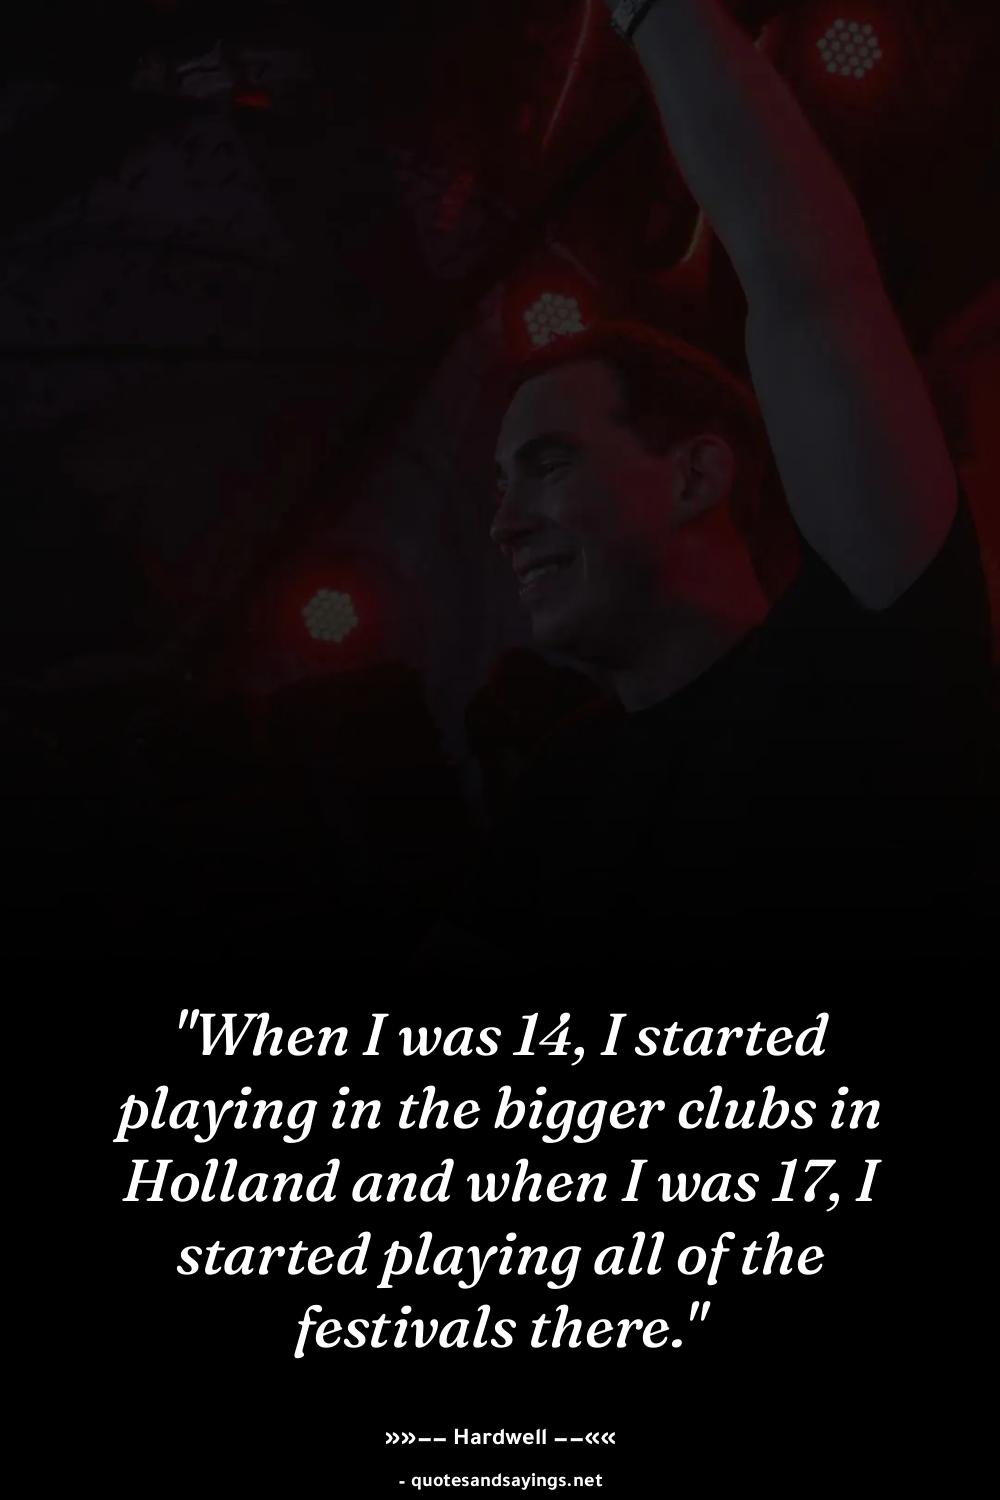 "When I was 14, I started
playing in the bigger clubs in
Holland and when I was 17, I
started playing all of the
festivals there."
»»−− Hardwell −−««
- quotesandsayings.net